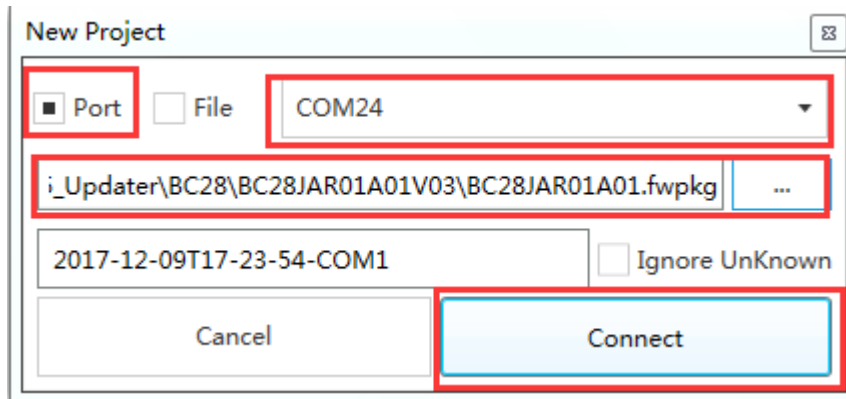 New Project
Port File COM24
i_Updater\BC28\BC28JAR01A01V03\BC28JAR01A01.fwpkg ...
2017-12-09T17-23-54-COM1 Ignore UnKnown
Cancel Connect